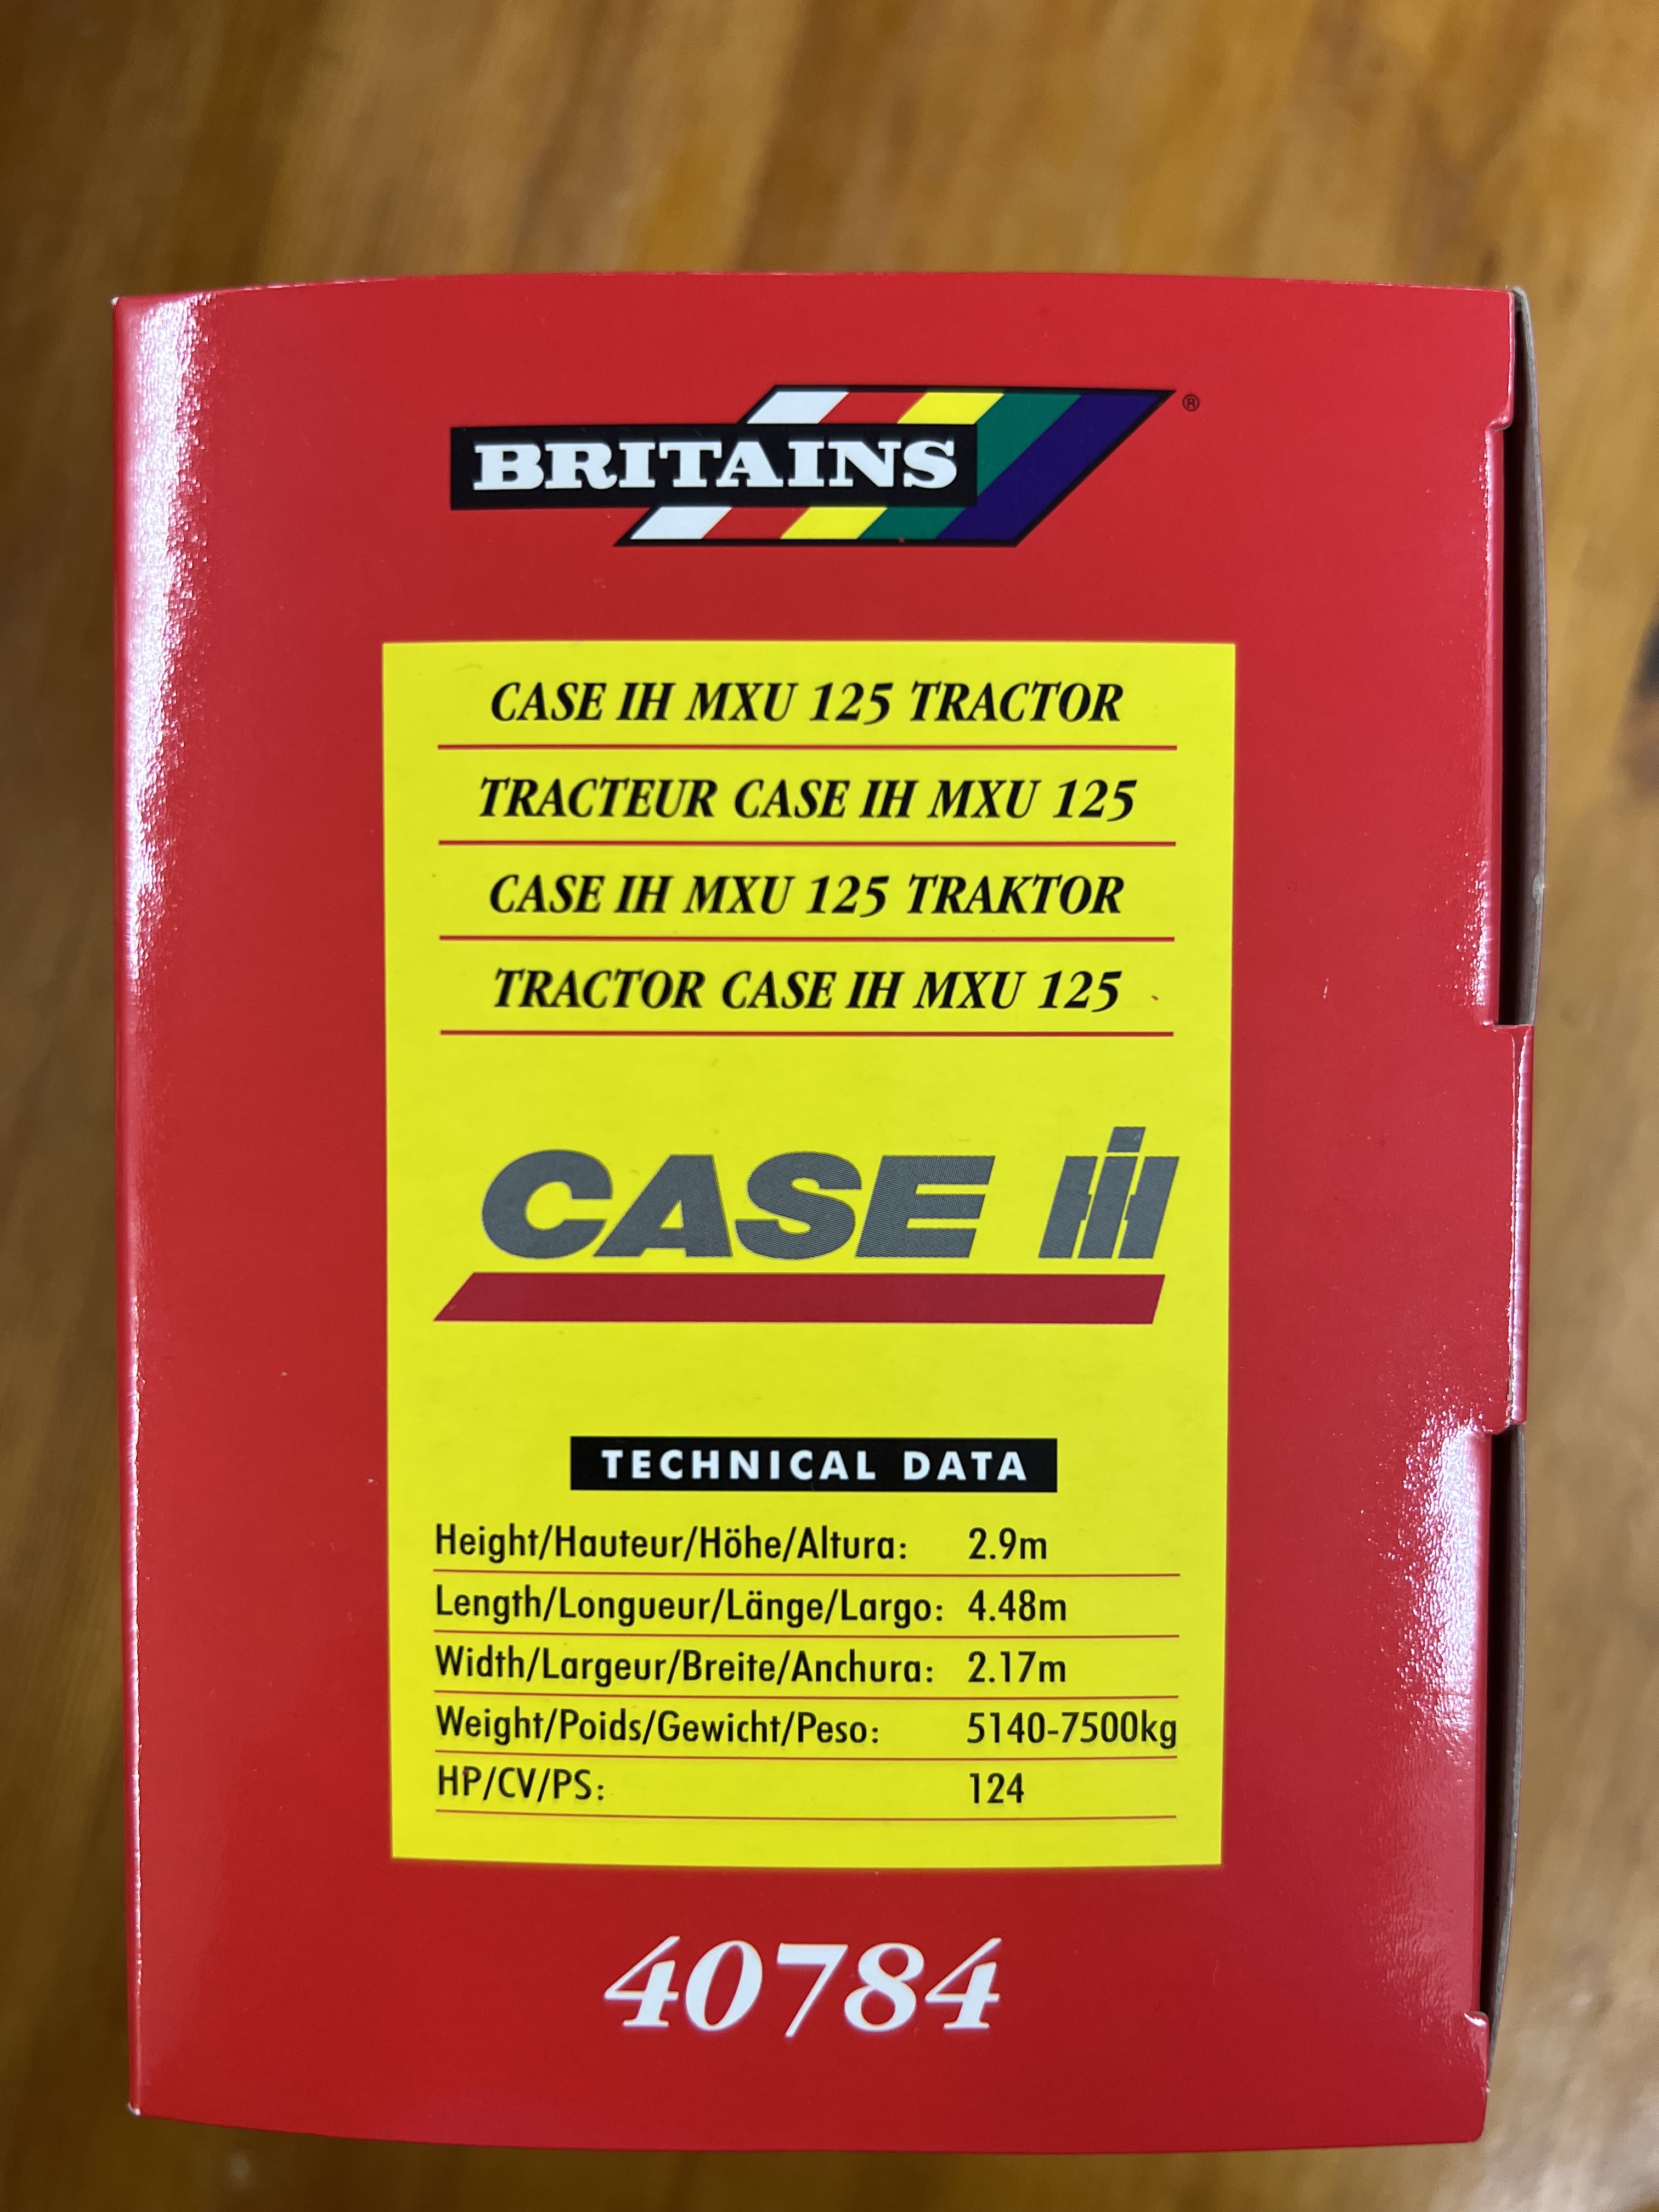 BRITAINS ®
CASE IH MXU 125 TRACTOR
TRACTEUR CASE IH MXU 125
CASE IH MXU 125 TRAKTOR
TRACTOR CASE IH MXU 125
CASE IH
TECHNICAL DATA
Height/Hauteur/Höhe/Altura: 2.9m
Length/Longueur/Länge/Largo: 4.48m
Width/Largeur/Breite/Anchura: 2.17m
Weight/Poids/Gewicht/Peso: 5140-7500kg
HP/CV/PS: 124
40784